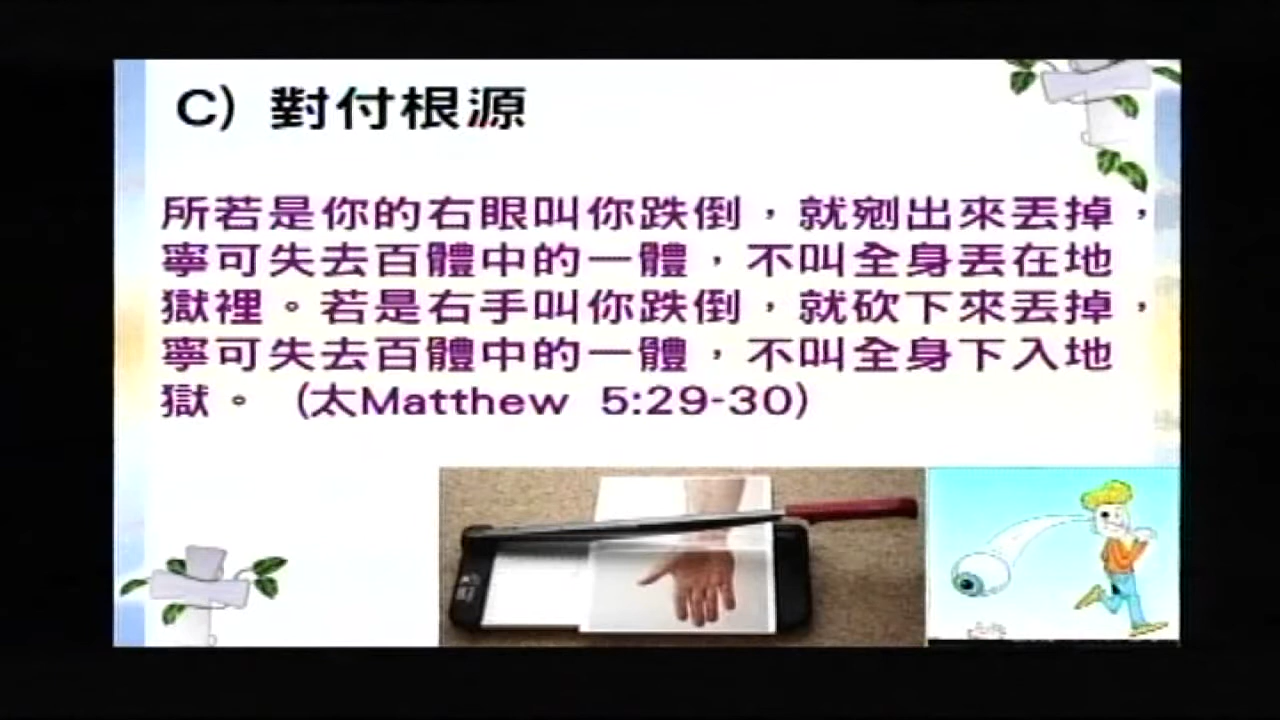 C) 對付根源
所若是你的右眼叫你跌倒，就剜出來丟掉，
寧可失去百體中的一體，不叫全身丟在地
獄裡。若是右手叫你跌倒，就砍下來丟掉，
寧可失去百體中的一體，不叫全身下入地
獄。 (太Matthew 5:29-30)